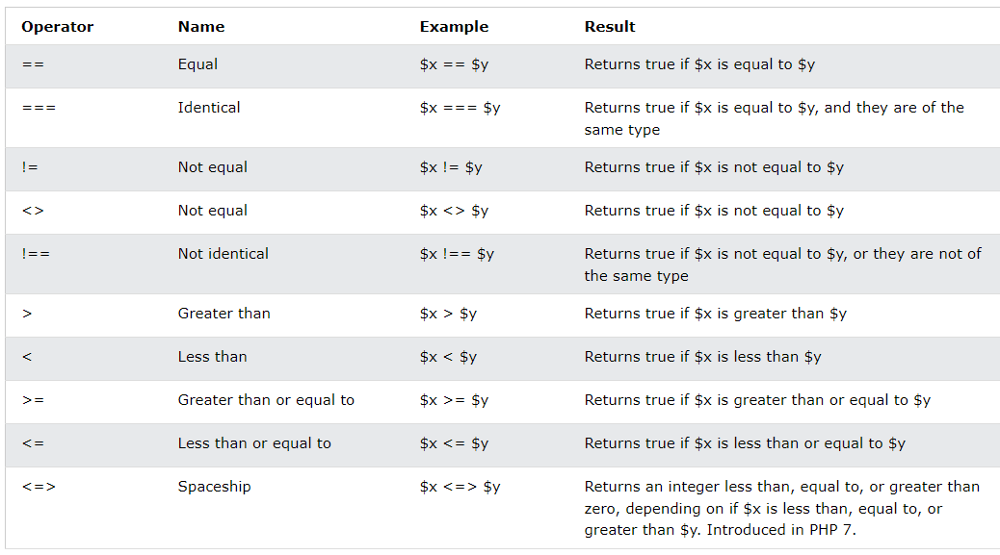 Operator Name Example Result
== Equal $x == $y Returns true if $x is equal to $y
=== Identical $x === $y Returns true if $x is equal to $y, and they are of the
same type
!= Not equal $x != $y Returns true if $x is not equal to $y
<> Not equal $x <> $y Returns true if $x is not equal to $y
!== Not identical $x !== $y Returns true if $x is not equal to $y, or they are not of
the same type
> Greater than $x > $y Returns true if $x is greater than $y
< Less than $x < $y Returns true if $x is less than $y
>= Greater than or equal to $x >= $y Returns true if $x is greater than or equal to $y
<= Less than or equal to $x <= $y Returns true if $x is less than or equal to $y
<=> Spaceship $x <=> $y Returns an integer less than, equal to, or greater than
zero, depending on if $x is less than, equal to, or
greater than $y. Introduced in PHP 7.